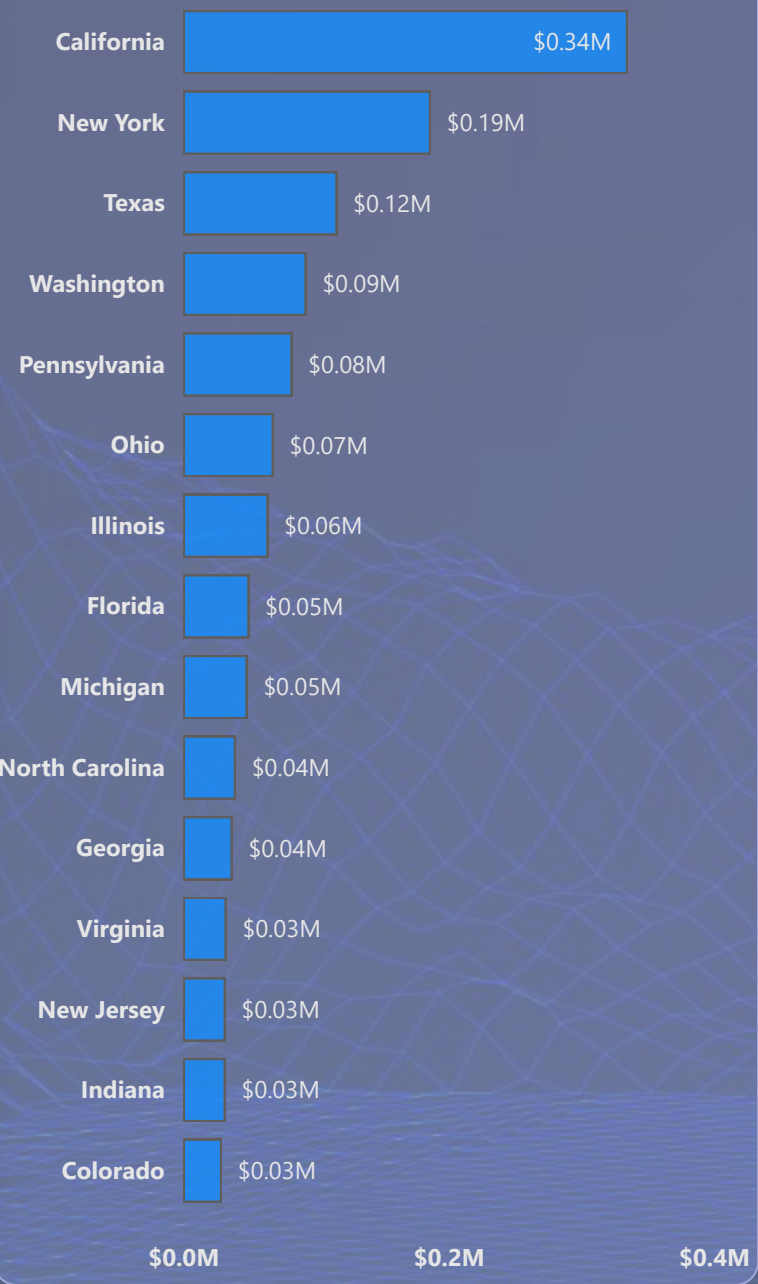 California $0.34M
New York $0.19M
Texas $0.12M
Washington $0.09M
Pennsylvania $0.08M
Ohio $0.07M
Illinois $0.06M
Florida $0.05M
Michigan $0.05M
North Carolina $0.04M
Georgia $0.04M
Virginia $0.03M
New Jersey $0.03M
Indiana $0.03M
Colorado $0.03M
$0.0M $0.2M $0.4M